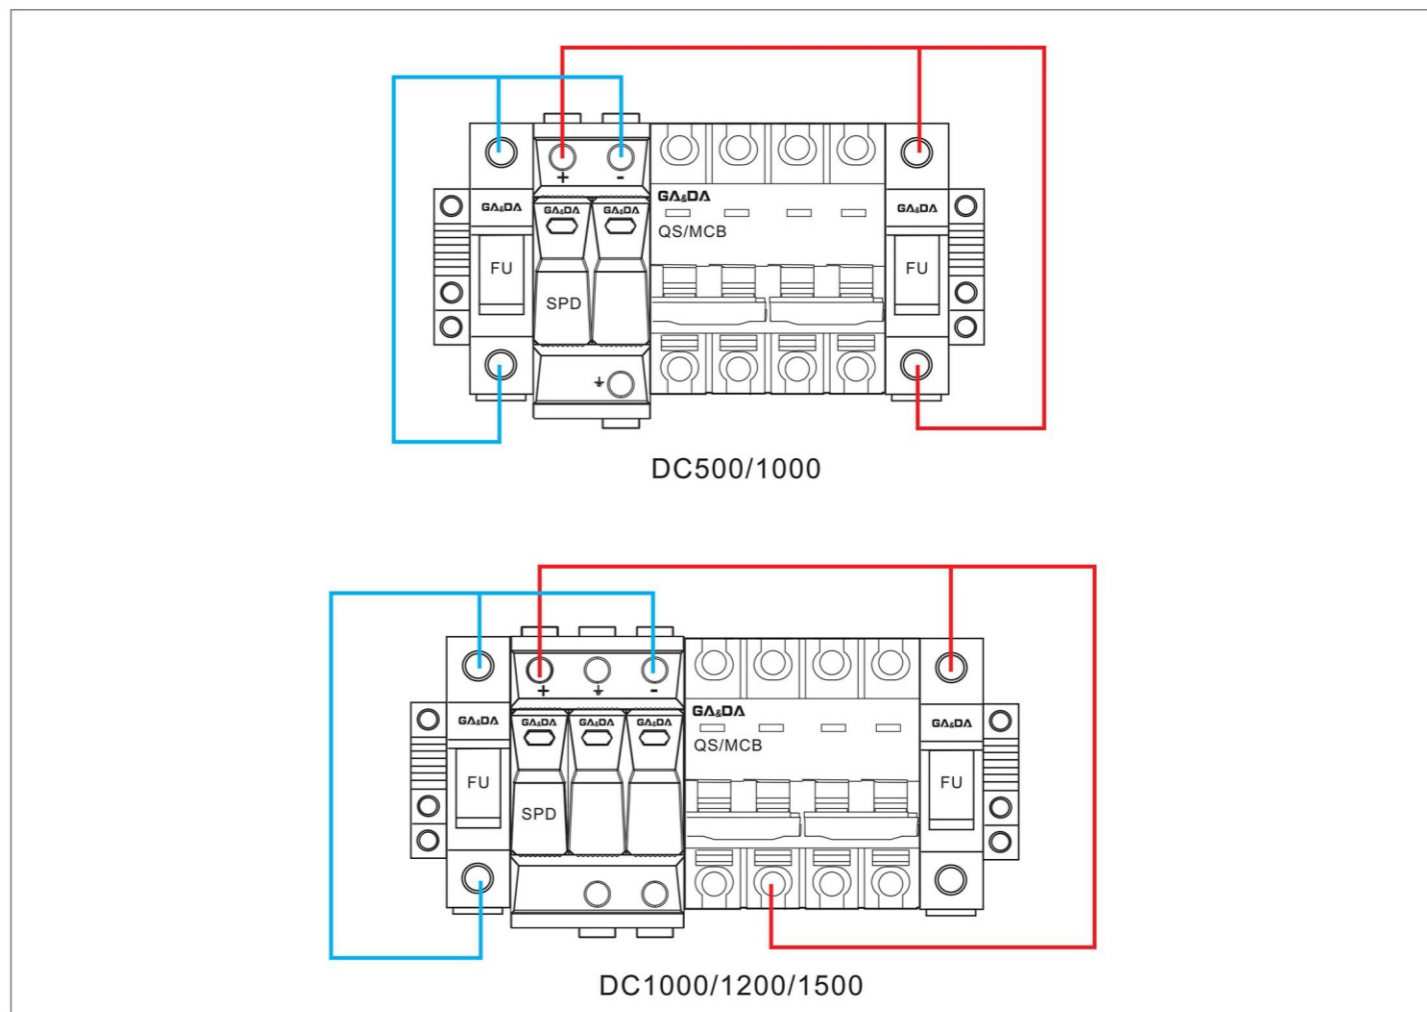 + -
GA&DA GA&DA GA&DA GA&DA GA&DA
QS/MCB
FU FU
SPD
DC500/1000
+ -
GA&DA GA&DA GA&DA GA&DA GA&DA GA&DA
QS/MCB
FU FU
SPD
DC1000/1200/1500